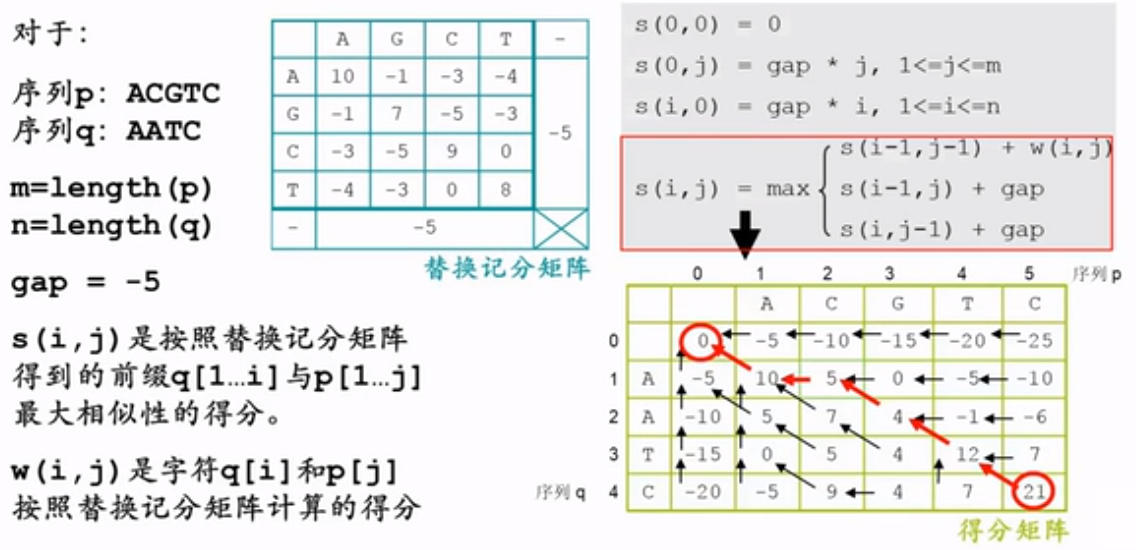 对于:
序列p: ACGTC
序列q: AATC
m=length(p)
n=length(q)
gap = -5
s(i,j)是按照替换记分矩阵
得到的前缀q[1…i]与p[1…j]
最大相似性的得分。
w(i,j)是字符q[i]和p[j]
按照替换记分矩阵计算的得分
A G C T -
A 10 -1 -3 -4
G -1 7 -5 -3
-5
C -3 -5 9 0
T -4 -3 0 8
- -5
替换记分矩阵
s(0,0) = 0
s(0,j) = gap * j, 1<=j<=m
s(i,0) = gap * i, 1<=i<=n
s(i-1,j-1) + w(i,j)
s(i,j) = max s(i-1,j) + gap
s(i,j-1) + gap
0 1 2 3 4 5 序列p
A C G T C
0 0 -5 -10 -15 -20 -25
1 A -5 10 5 0 -5 -10
2 A -10 5 7 4 -1 -6
3 T -15 0 5 4 12 7
序列q 4 C -20 -5 9 4 7 21
得分矩阵